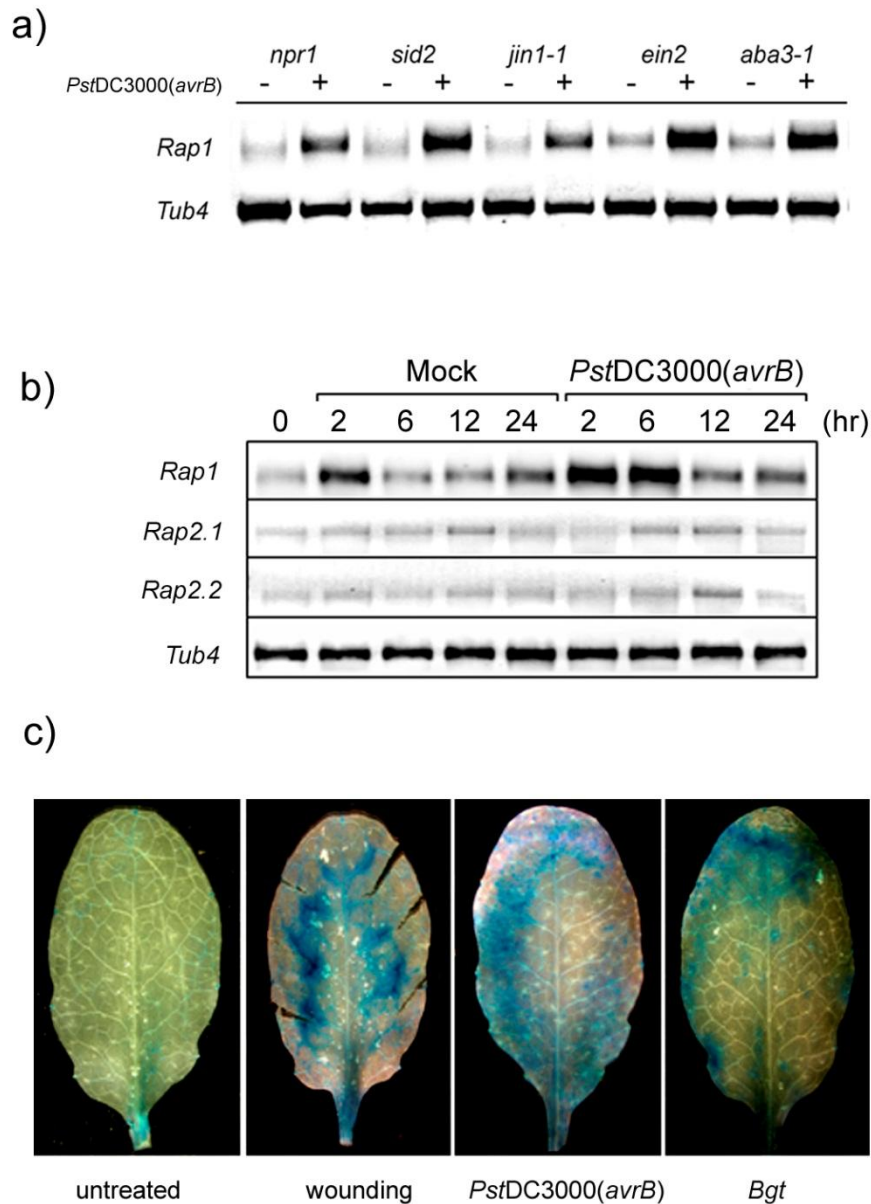 a)
npr1 sid2 jin1-1 ein2 aba3-1
PstDC3000(avrB) - + - + - + - + - +
Rap1
Tub4
b)
Mock PstDC3000(avrB)
0 2 6 12 24 2 6 12 24 (hr)
Rap1
Rap2.1
Rap2.2
Tub4
c)
untreated wounding PstDC3000(avrB) Bgt